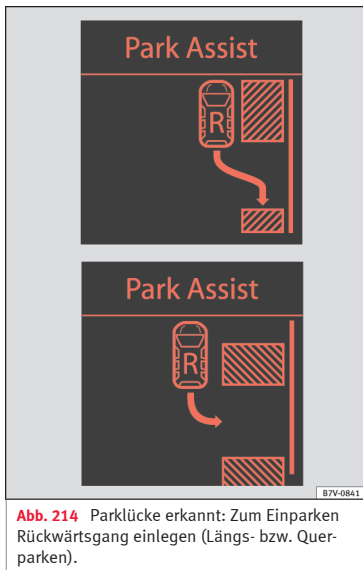 Park Assist
R
Park Assist
R
B7V-0841
Abb. 214 Parklücke erkannt: Zum Einparken
Rückwärtsgang einlegen (Längs- bzw. Quer-
parken).